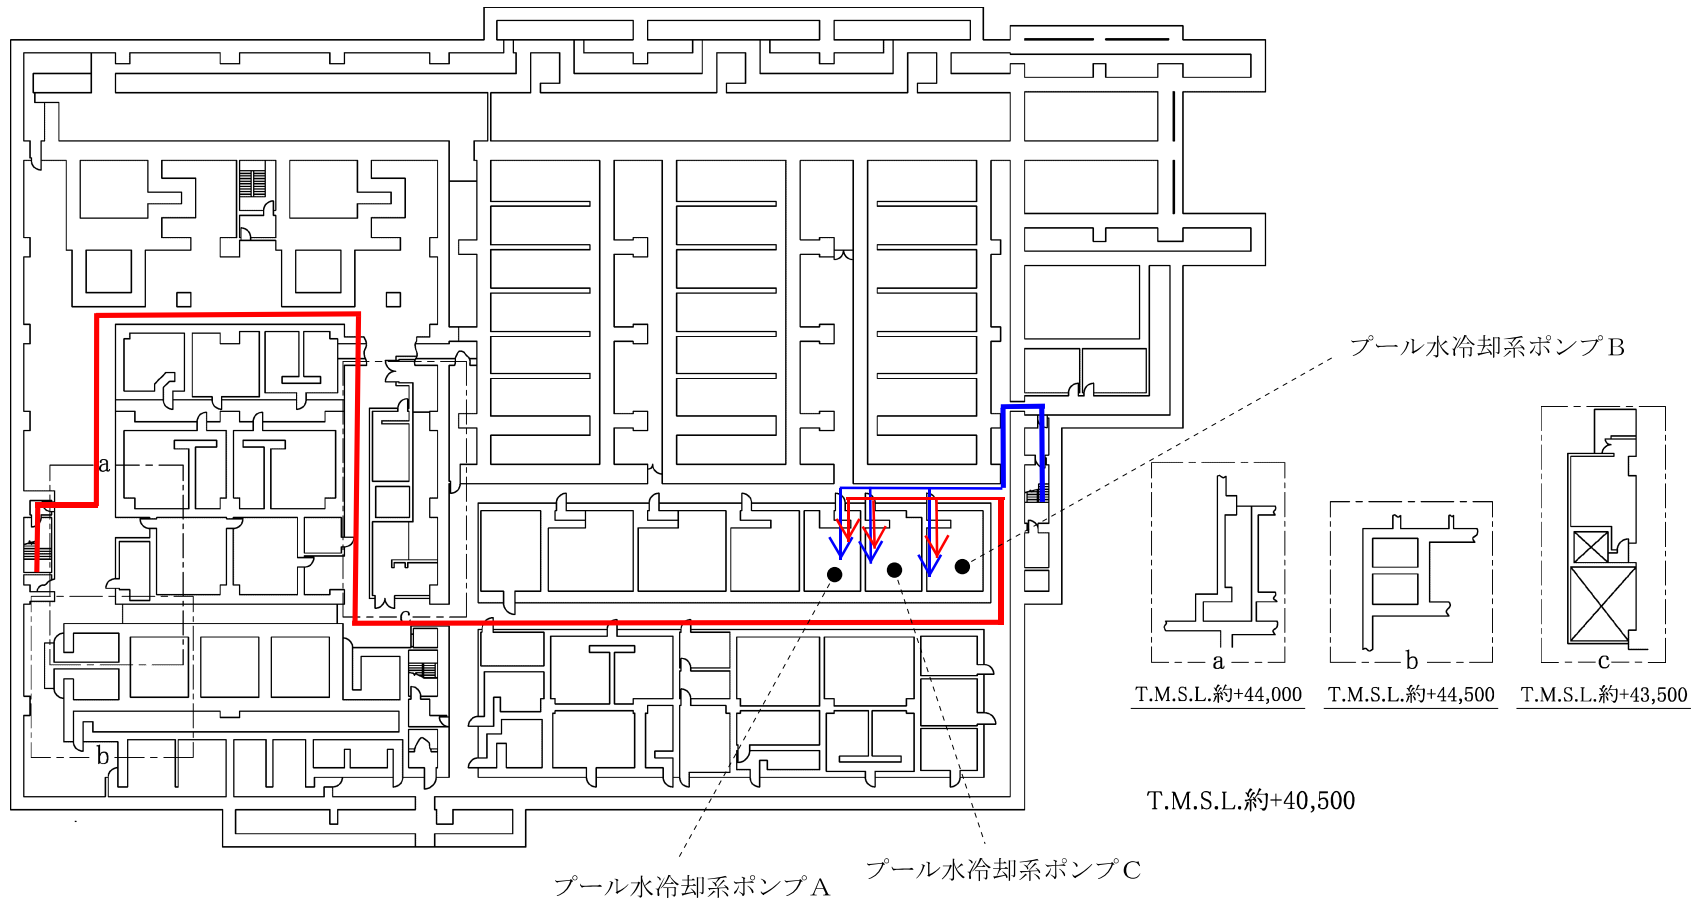 プール水冷却系ポンプB
a
c
b
a
b
c
T.M.S.L.約+44,000
T.M.S.L.約+44,500
T.M.S.L.約+43,500
T.M.S.L.約+40,500
プール水冷却系ポンプA
プール水冷却系ポンプC